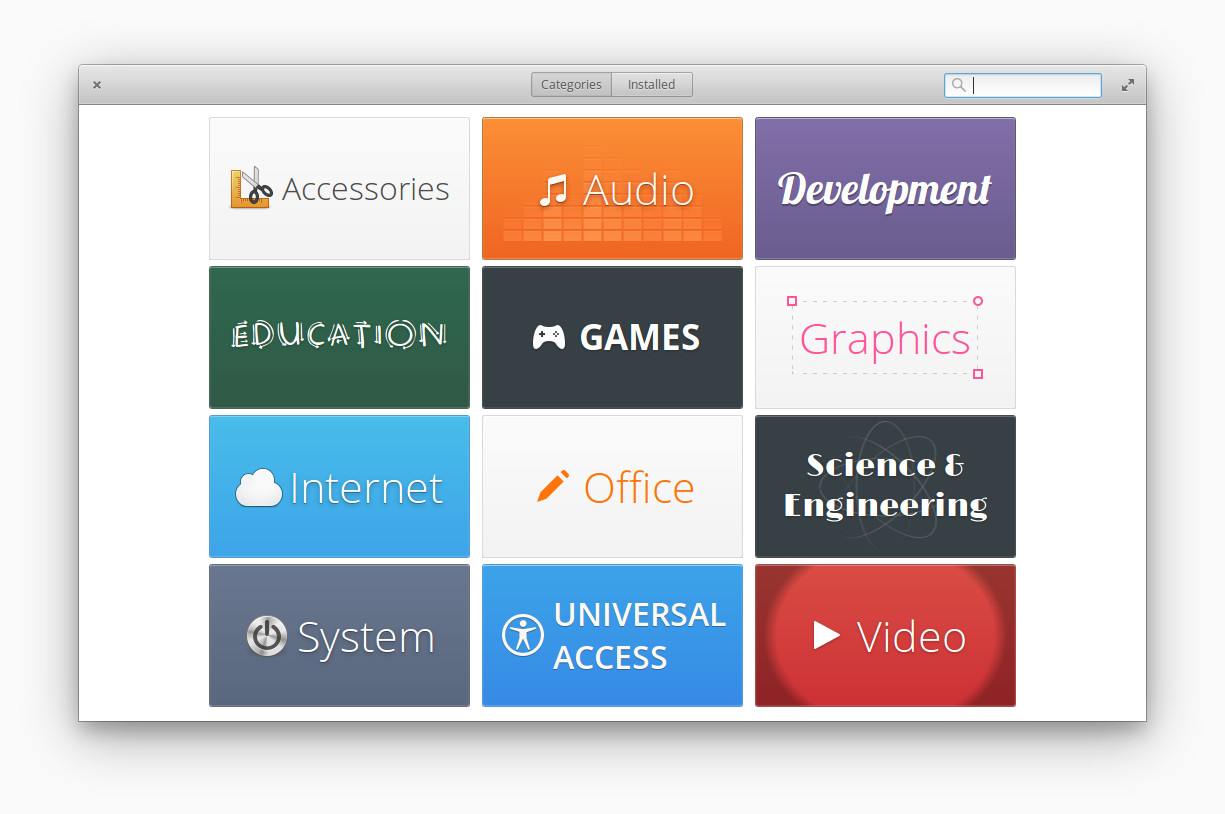 Categories Installed
Accessories
Audio
Development
EDUCATION
GAMES
Graphics
Internet
Office
Science &
Engineering
System
UNIVERSAL
ACCESS
Video